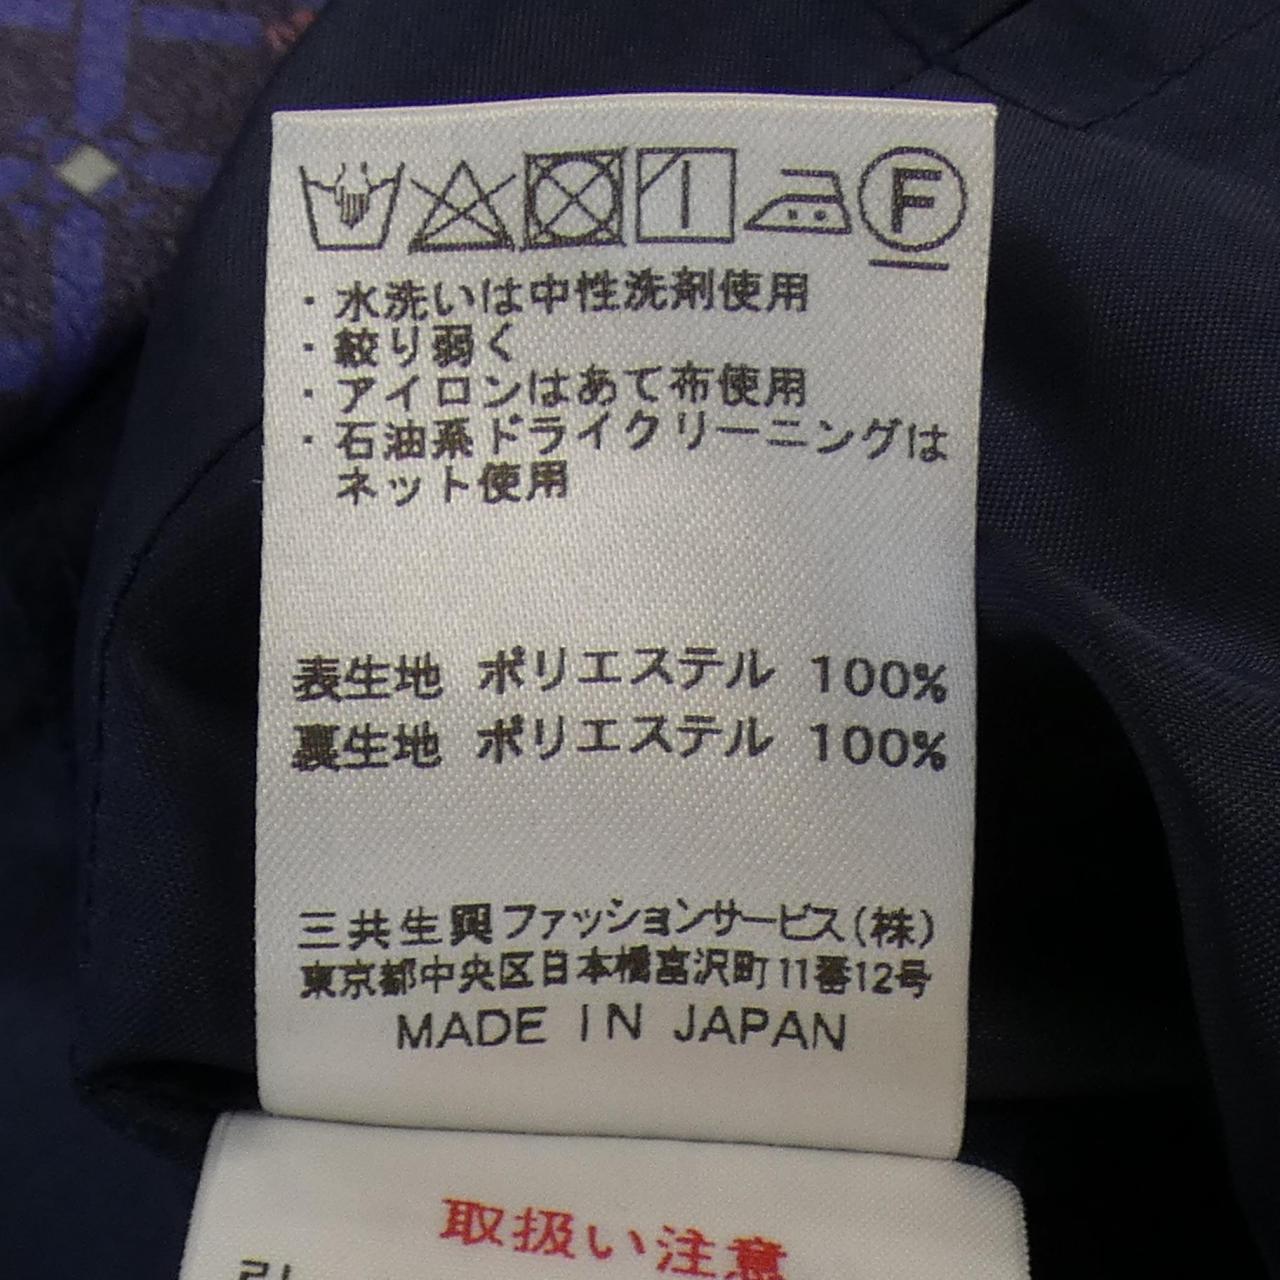 F
・水洗いは中性洗剤使用
・絞り弱く
・アイロンはあて布使用
・石油系ドライクリーニングは
ネット使用
表生地 ポリエステル 100%
裏生地 ポリエステル 100%
三共生興ファッションサービス(株)
東京都中央区日本橋富沢町11番12号
MADE IN JAPAN
取扱い注意